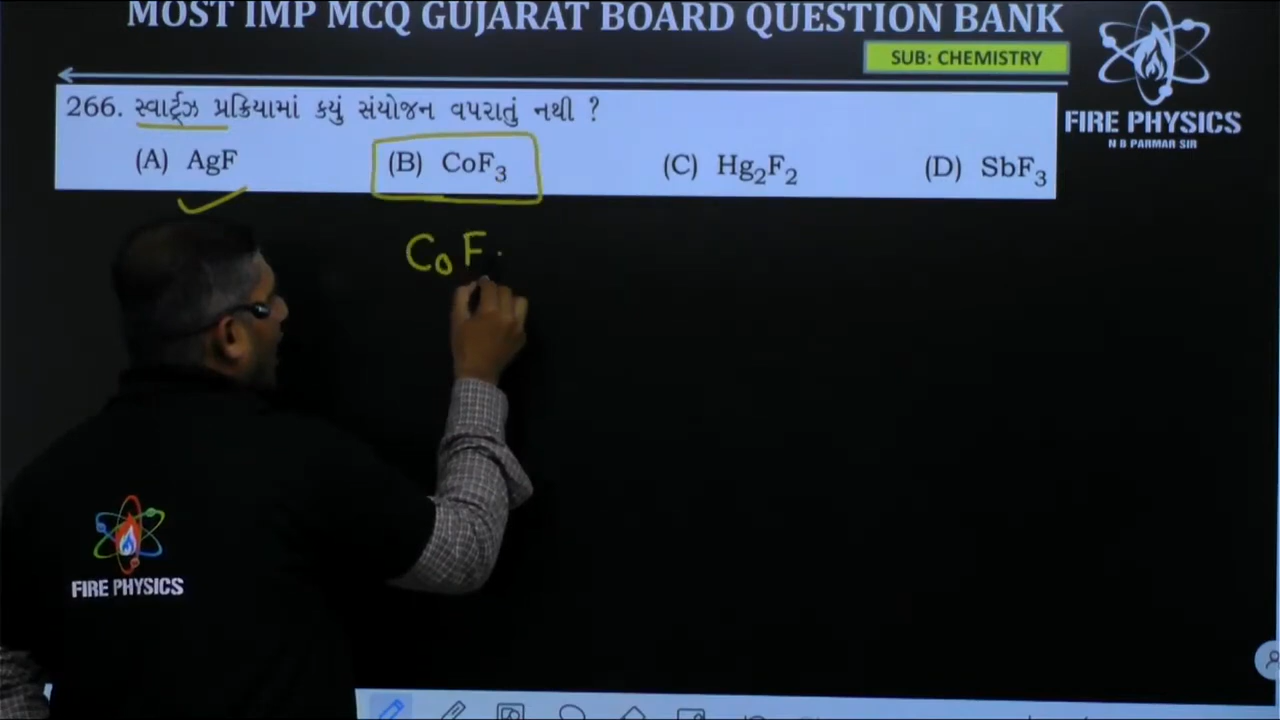 MOST IMP MCQ GUJARAT BOARD QUESTION BANK
SUB: CHEMISTRY
FIRE PHYSICS
N B PARMAR SIR
266. સ્વાર્ટ્ઝ પ્રક્રિયામાં કયું સંયોજન વપરાતું નથી ?
(A) AgF (B) CoF₃ (C) Hg₂F₂ (D) SbF₃
CoF
FIRE PHYSICS